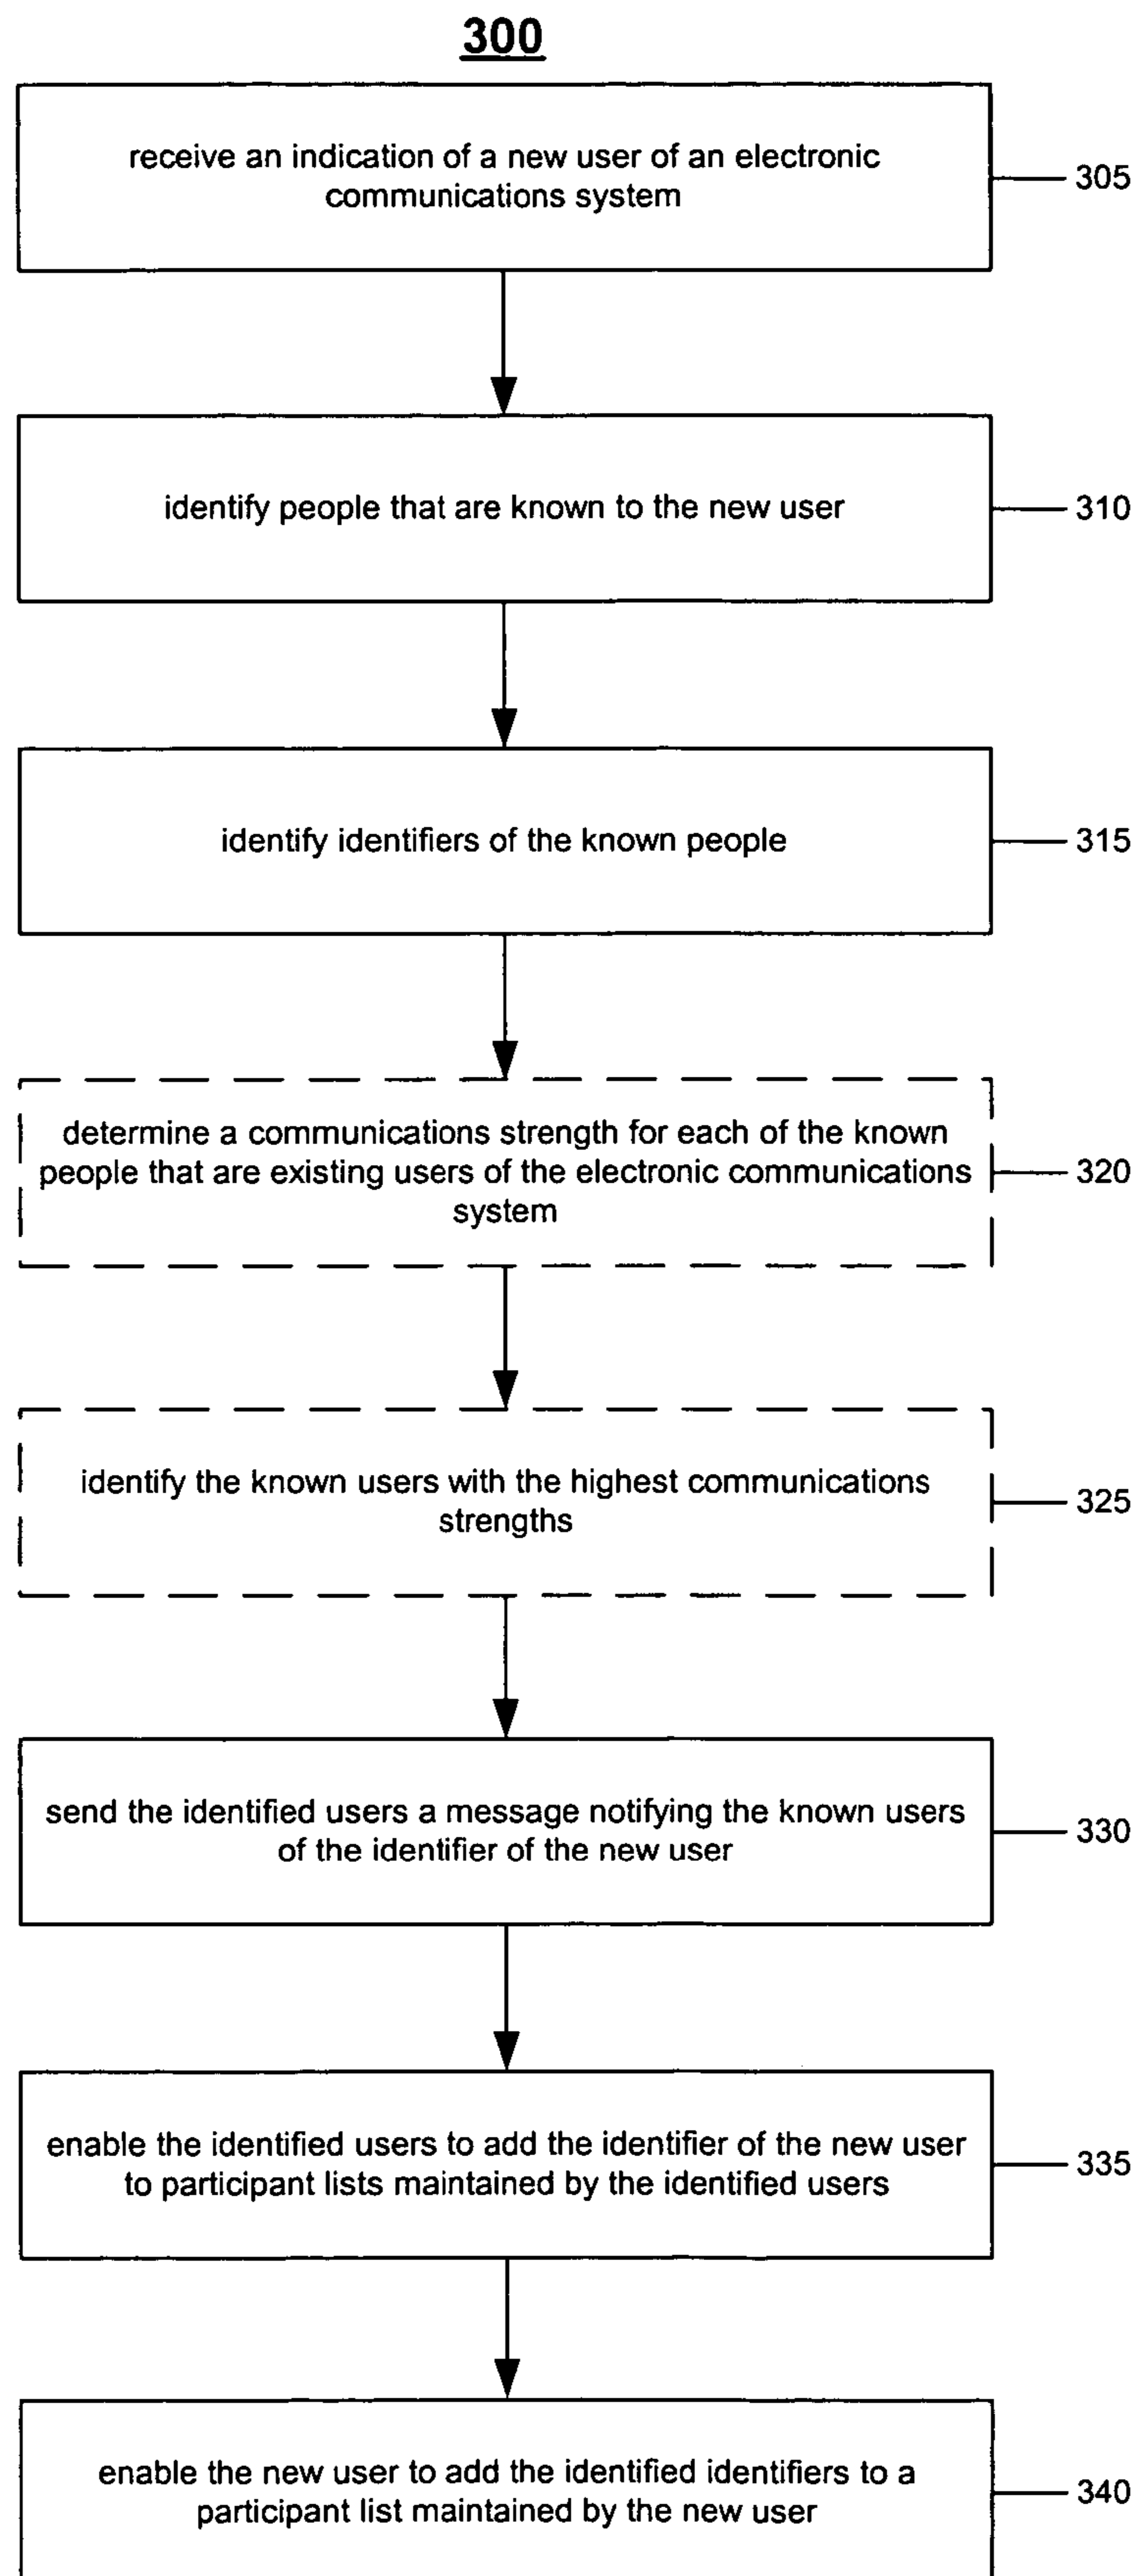 300
receive an indication of a new user of an electronic
communications system
305
identify people that are known to the new user
310
identify identifiers of the known people
315
determine a communications strength for each of the known
people that are existing users of the electronic communications
system
320
identify the known users with the highest communications
strengths
325
send the identified users a message notifying the known users
of the identifier of the new user
330
enable the identified users to add the identifier of the new user
to participant lists maintained by the identified users
335
enable the new user to add the identified identifiers to a
participant list maintained by the new user
340